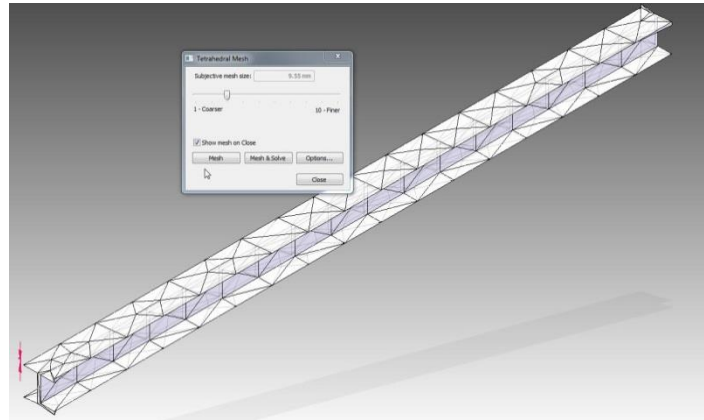 Tetrahedral Mesh
Subjective mesh size: 9.33 mm
1 - Coarser 10 - Finer
Show mesh on Close
Mesh Mesh & Solve Options...
Close